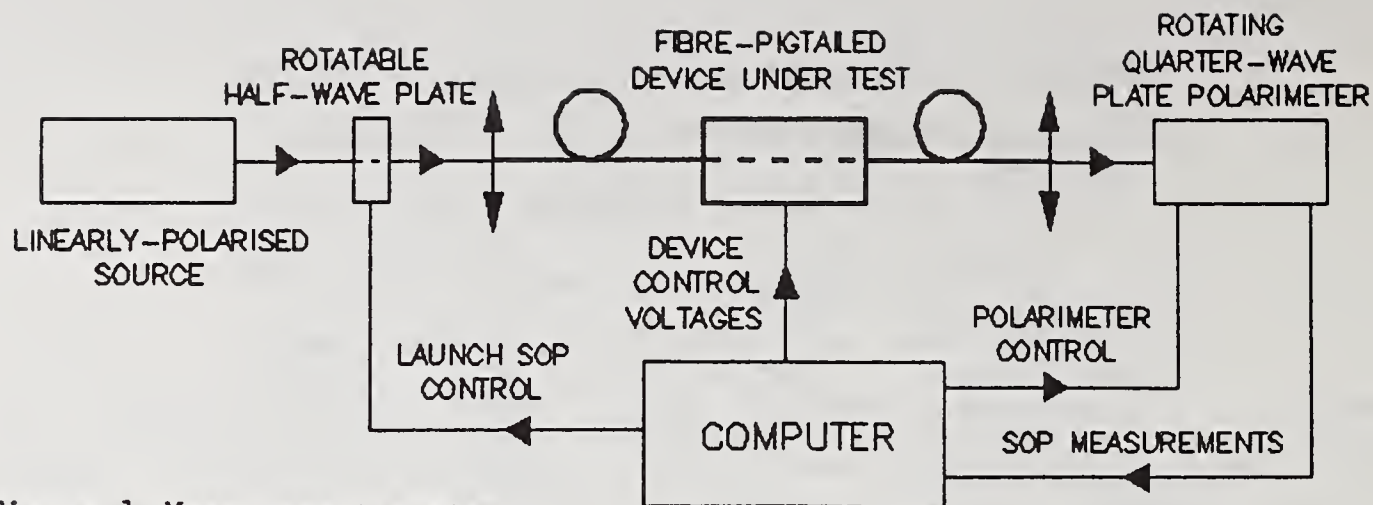 ROTATABLE
HALF-WAVE PLATE
FIBRE-PIGTAILED
DEVICE UNDER TEST
ROTATING
QUARTER-WAVE
PLATE POLARIMETER
LINEARLY-POLARISED
SOURCE
DEVICE
CONTROL
VOLTAGES
LAUNCH SOP
CONTROL
POLARIMETER
CONTROL
COMPUTER
SOP MEASUREMENTS